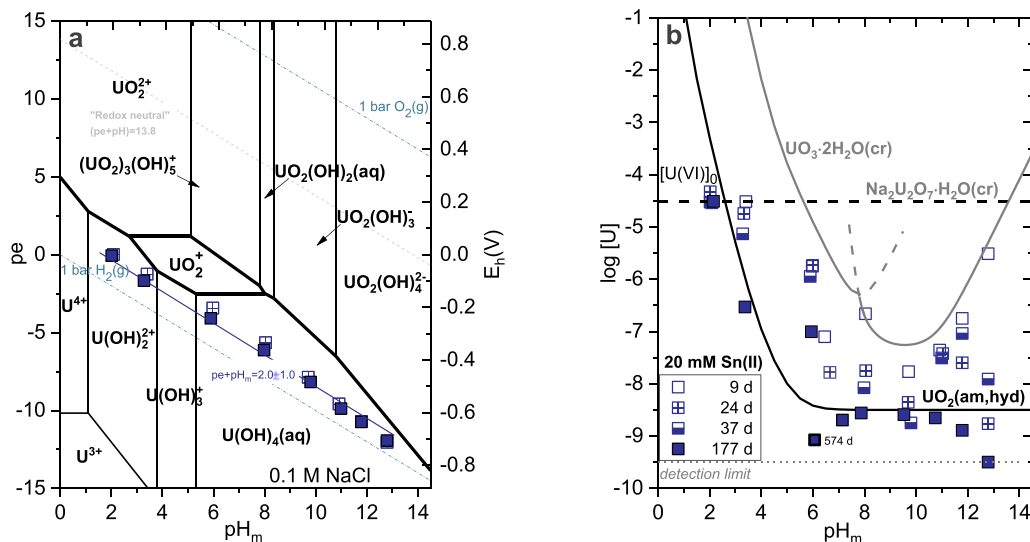 a
15
10
5
0
-5
-10
-15
pe
0
2
4
6
8
10
12
14
pHm
0.8
0.6
0.4
0.2
0.0
-0.2
-0.4
-0.6
-0.8
Eh(V)
UO2^2+
"Redox neutral"
(pe+pH)=13.8
1 bar O2(g)
(UO2)3(OH)5^+
UO2(OH)2(aq)
UO2(OH)3^-
UO2(OH)4^2-
UO2^+
1 bar H2(g)
U^4+
U(OH)2^2+
U(OH)3^+
pe+pHm=2.0±1.0
U(OH)4(aq)
U^3+
0.1 M NaCl
b
-1
-2
-3
-4
-5
-6
-7
-8
-9
-10
log [U]
0
2
4
6
8
10
12
14
pHm
UO3·2H2O(cr)
[U(VI)]0
Na2U2O7·H2O(cr)
20 mM Sn(II)
9 d
24 d
37 d
177 d
UO2(am,hyd)
574 d
detection limit